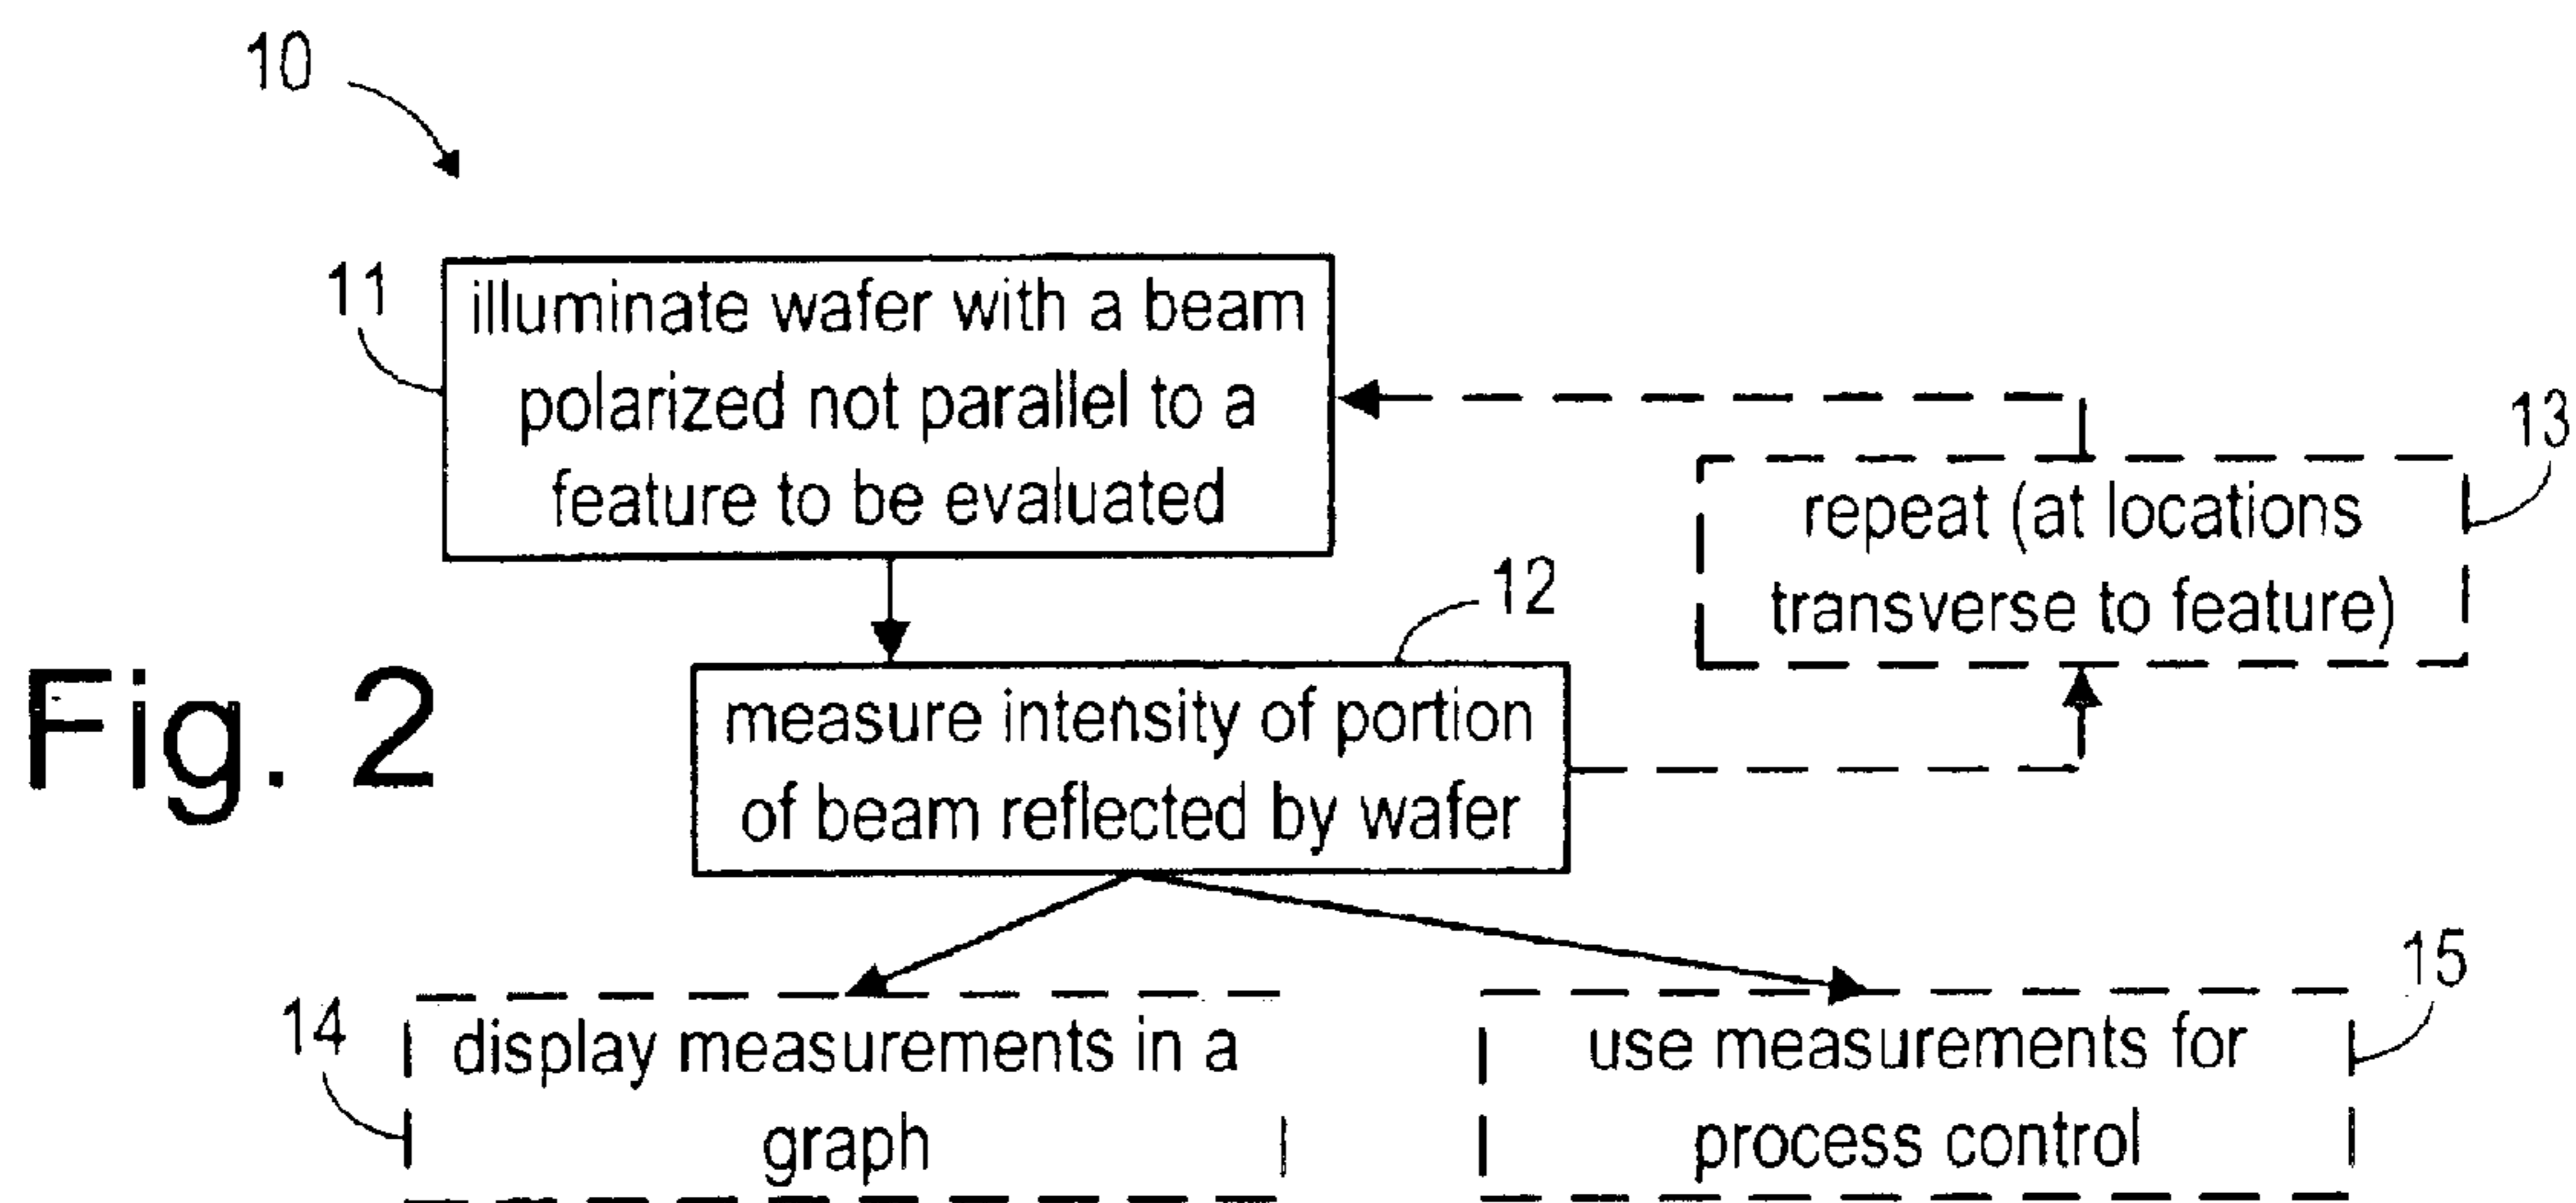 10
11
illuminate wafer with a beam
polarized not parallel to a
feature to be evaluated
13
repeat (at locations
transverse to feature)
12
measure intensity of portion
of beam reflected by wafer
Fig. 2
14
display measurements in a
graph
15
use measurements for
process control